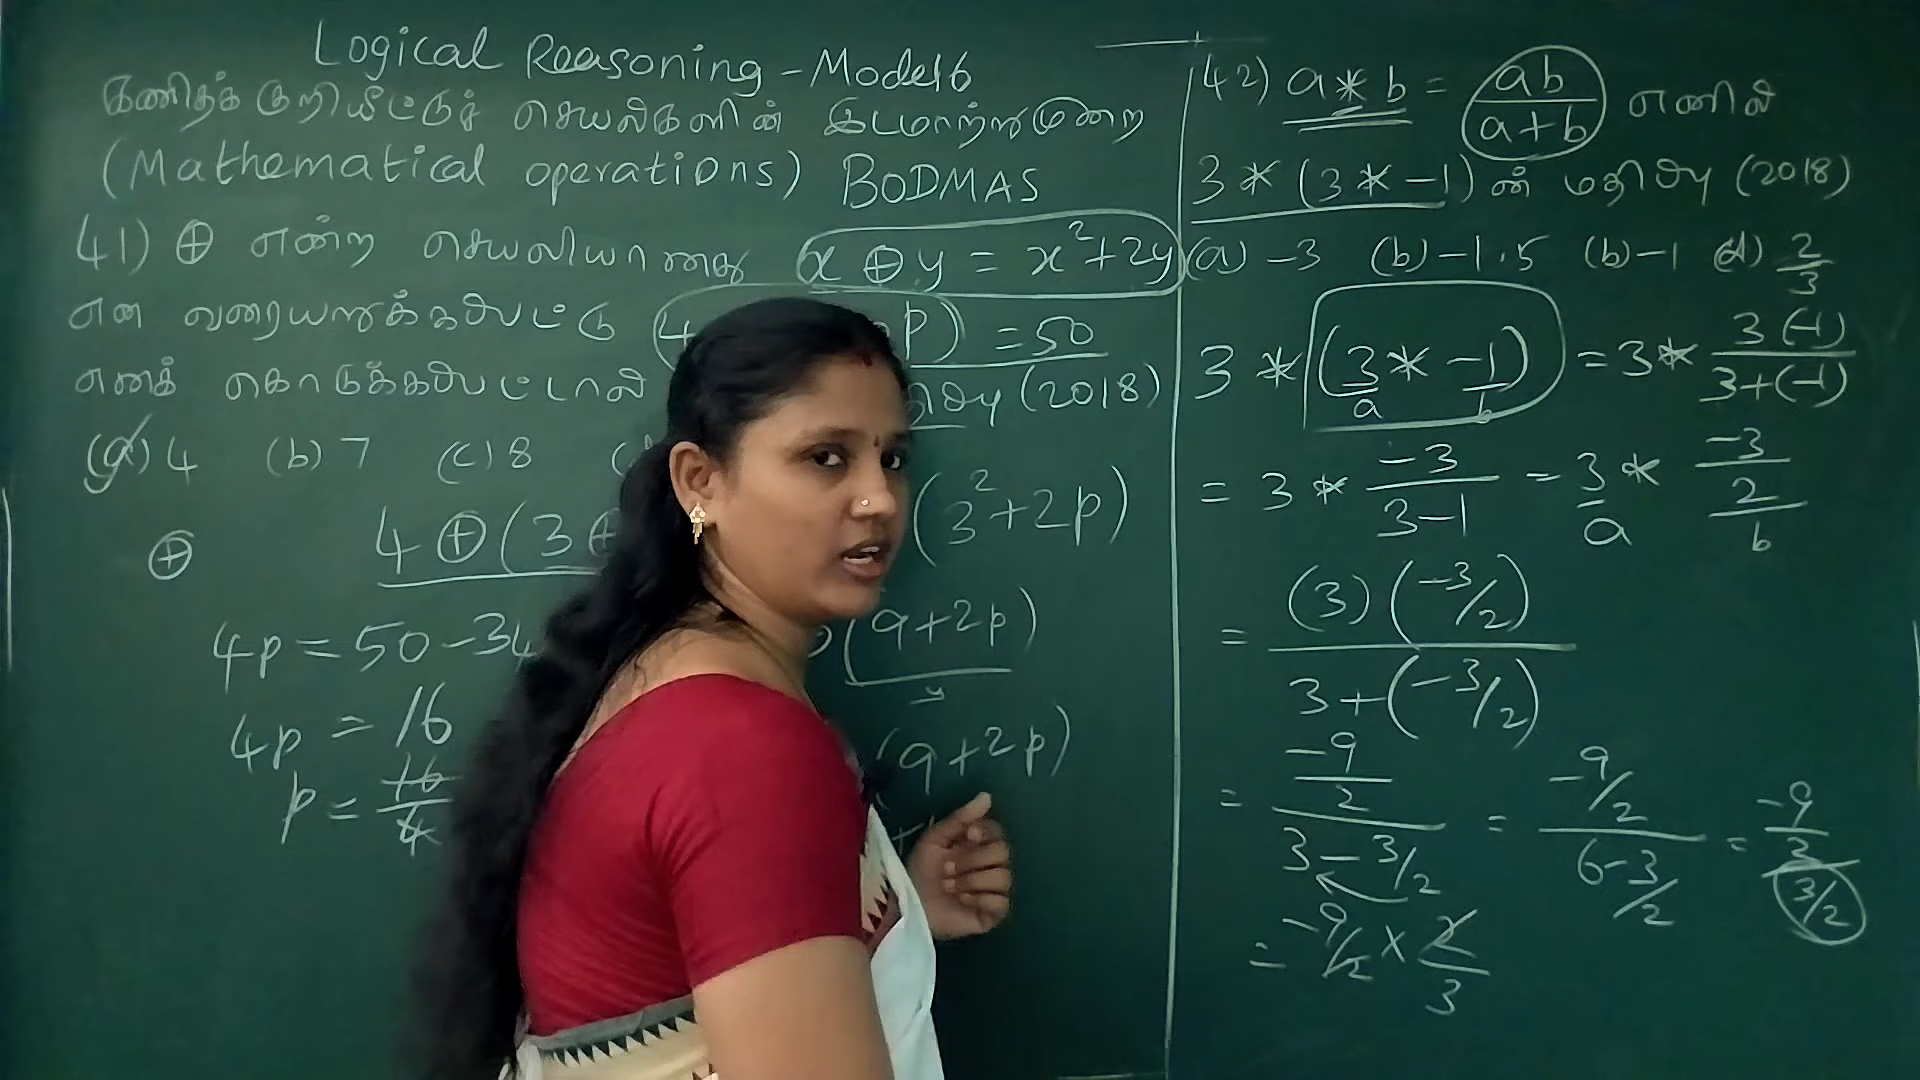 Logical Reasoning - Model 6
கணிதக் குறியீட்டுச் செயல்களின் இடமாற்றுமுறை
(Mathematical operations) BODMAS
41) ⊕ என்ற செயலியானது x ⊕ y = x²+2y
என வரையறுக்கப்பட்டு (4 p) = 50
எனக் கொடுக்கப்பட்டால் (2018)
(a) 4 (b) 7 (c) 8
4 ⊕ (3 ⊕ (3²+2p)
⊕
4p = 50-34 (9+2p)
y
4p = 16 (9+2p)
p = 16/4
42) a * b = ab/(a+b) எனில்
3 * (3 * -1) ன் மதிப்பு (2018)
(a) -3 (b) -1.5 (b) -1 (d) 2/3
3 * (3 * -1) = 3 * 3(-1)/3+(-1)
a b
= 3 * -3/3-1 = 3 * -3/2
a b
= (3)(-3/2)
3+(-3/2)
= -9/2 / 3-3/2 = -9/2 / 6-3/2 = -9/2 / 3/2
= -9/2 × 2/3